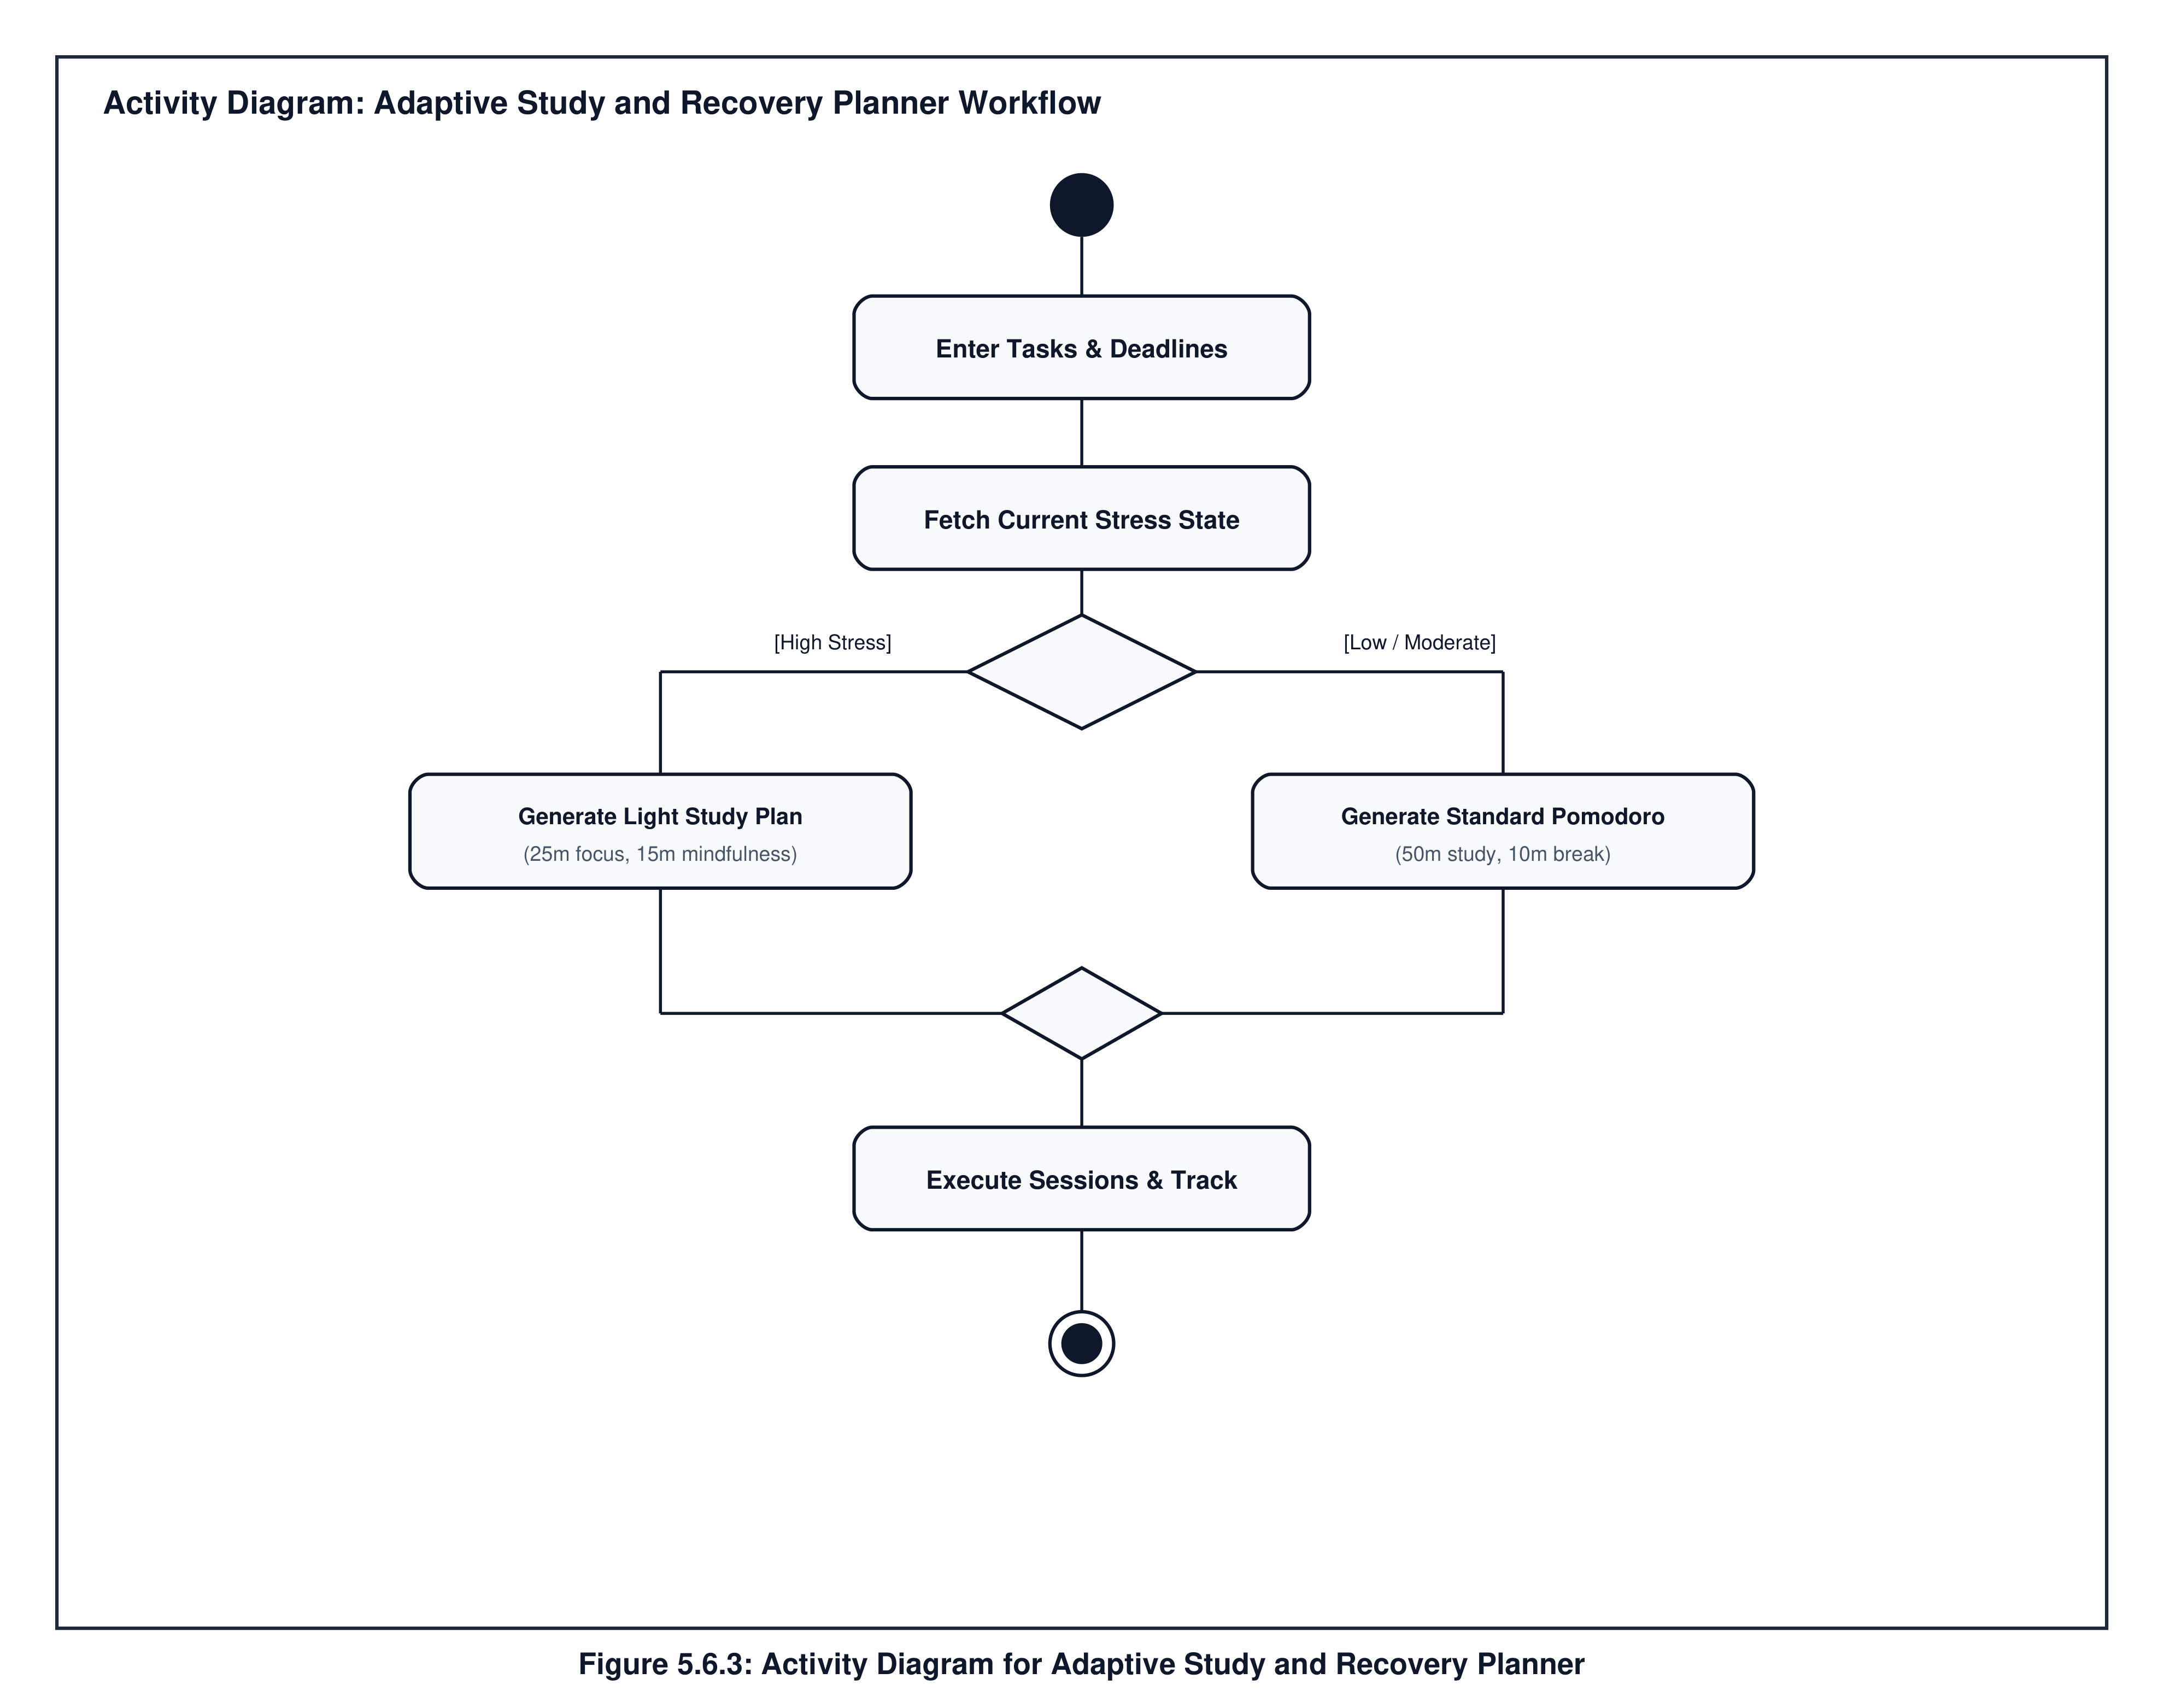 Activity Diagram: Adaptive Study and Recovery Planner Workflow
Enter Tasks & Deadlines
Fetch Current Stress State
[High Stress]
[Low / Moderate]
Generate Light Study Plan
(25m focus, 15m mindfulness)
Generate Standard Pomodoro
(50m study, 10m break)
Execute Sessions & Track
Figure 5.6.3: Activity Diagram for Adaptive Study and Recovery Planner